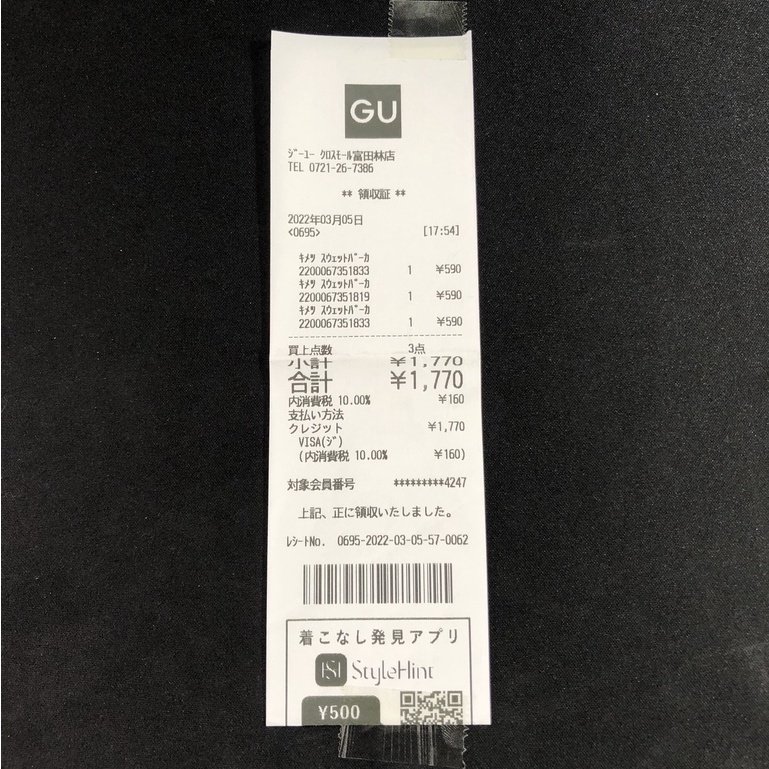 GU
ジーユー クロスモール富田林店
TEL 0721-26-7386
** 領収証 **
2022年03月05日
<0695> [17:54]
キメツ スウェットパーカ
2200067351833 1 ¥590
キメツ スウェットパーカ
2200067351819 1 ¥590
キメツ スウェットパーカ
2200067351833 1 ¥590
買上点数 3点
小計 ¥1,770
合計 ¥1,770
内消費税 10.00% ¥160
支払い方法
クレジット ¥1,770
VISA(ジ)
(内消費税 10.00% ¥160)
対象会員番号 *********4247
上記、正に領収いたしました。
レシートNo. 0695-2022-03-05-57-0062
着こなし発見アプリ
StyleHint
¥500